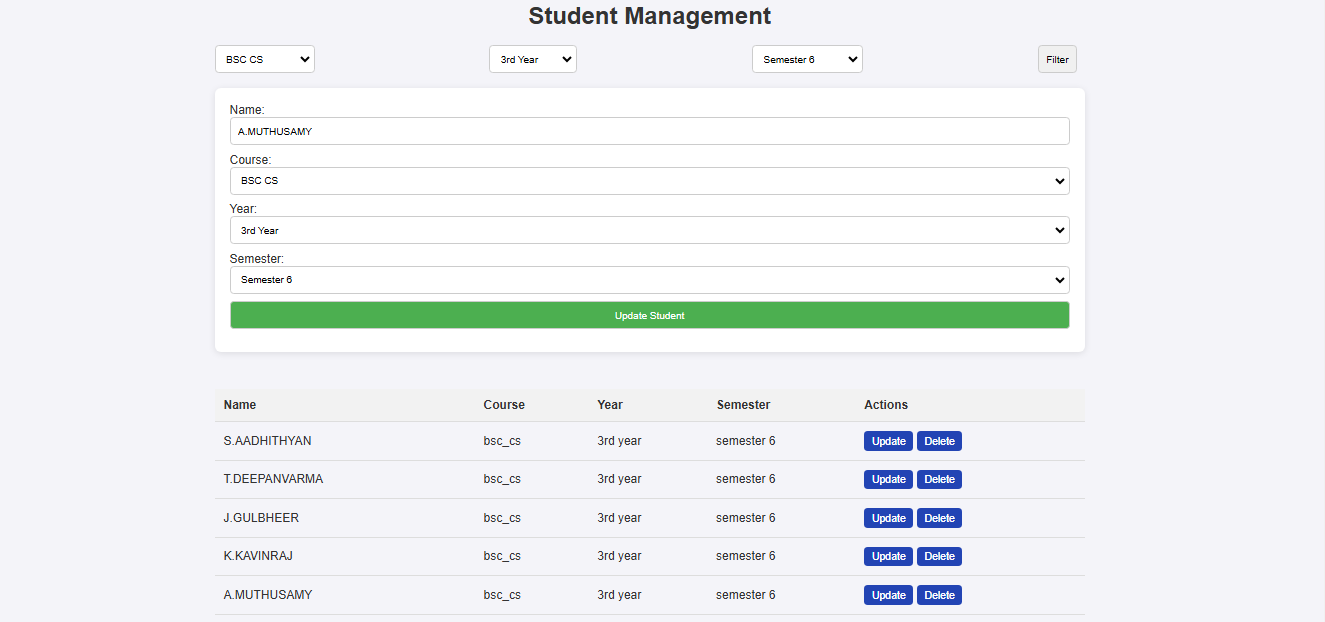 Student Management
BSC CS 3rd Year Semester 6 Filter
Name:
A.MUTHUSAMY
Course:
BSC CS
Year:
3rd Year
Semester:
Semester 6
Update Student
Name Course Year Semester Actions
S.AADHITHYAN bsc_cs 3rd year semester 6 Update Delete
T.DEEPANVARMA bsc_cs 3rd year semester 6 Update Delete
J.GULBHEER bsc_cs 3rd year semester 6 Update Delete
K.KAVINRAJ bsc_cs 3rd year semester 6 Update Delete
A.MUTHUSAMY bsc_cs 3rd year semester 6 Update Delete